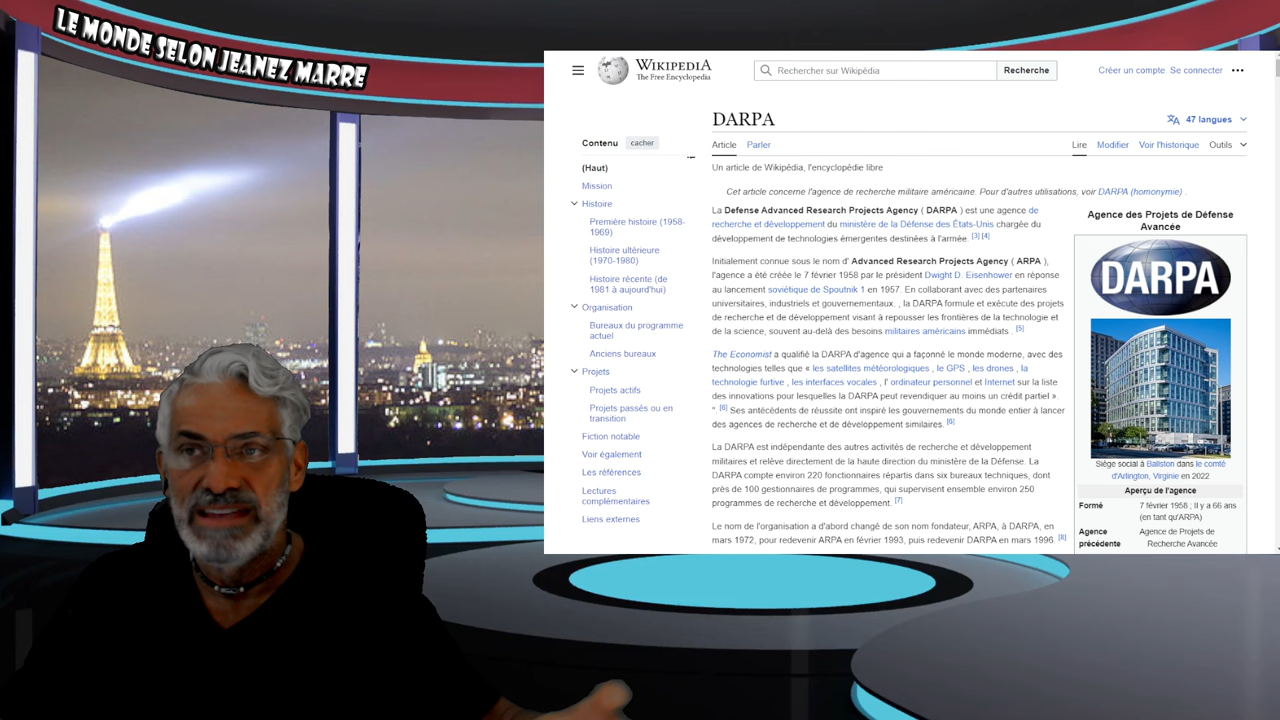 LE MONDE SELON JEANEZ MARRE
WIKIPEDIA
The Free Encyclopedia
Rechercher sur Wikipédia
Recherche
Créer un compte Se connecter
DARPA
47 langues
Contenu cacher
Article Parler
Lire Modifier Voir l'historique Outils
(Haut)
Mission
Histoire
Première histoire (1958-
1969)
Histoire ultérieure
(1970-1980)
Histoire récente (de
1981 à aujourd'hui)
Organisation
Bureaux du programme
actuel
Anciens bureaux
Projets
Projets actifs
Projets passés ou en
transition
Fiction notable
Voir également
Les références
Lectures
complémentaires
Liens externes
Un article de Wikipédia, l'encyclopédie libre
Cet article concerne l'agence de recherche militaire américaine. Pour d'autres utilisations, voir DARPA (homonymie) .
La Defense Advanced Research Projects Agency ( DARPA ) est une agence de
recherche et développement du ministère de la Défense des États-Unis chargée du
développement de technologies émergentes destinées à l'armée. [3] [4]
Initialement connue sous le nom d' Advanced Research Projects Agency ( ARPA ),
l'agence a été créée le 7 février 1958 par le président Dwight D. Eisenhower en réponse
au lancement soviétique de Spoutnik 1 en 1957. En collaborant avec des partenaires
universitaires, industriels et gouvernementaux. , la DARPA formule et exécute des projets
de recherche et de développement visant à repousser les frontières de la technologie et
de la science, souvent au-delà des besoins militaires américains immédiats . [5]
The Economist a qualifié la DARPA d'agence qui a façonné le monde moderne, avec des
technologies telles que « les satellites météorologiques , le GPS , les drones , la
technologie furtive , les interfaces vocales , l' ordinateur personnel et Internet sur la liste
des innovations pour lesquelles la DARPA peut revendiquer au moins un crédit partiel ».
" [6] Ses antécédents de réussite ont inspiré les gouvernements du monde entier à lancer
des agences de recherche et de développement similaires. [6]
La DARPA est indépendante des autres activités de recherche et développement
militaires et relève directement de la haute direction du ministère de la Défense. La
DARPA compte environ 220 fonctionnaires répartis dans six bureaux techniques, dont
près de 100 gestionnaires de programmes, qui supervisent ensemble environ 250
programmes de recherche et développement. [7]
Le nom de l'organisation a d'abord changé de son nom fondateur, ARPA, à DARPA, en
mars 1972, pour redevenir ARPA en février 1993, puis redevenir DARPA en mars 1996. [8]
Agence des Projets de Défense
Avancée
DARPA
Siège social à Ballston dans le comté
d'Arlington, Virginie en 2022
Aperçu de l'agence
Formé 7 février 1958 ; Il y a 66 ans
(en tant qu'ARPA)
Agence Agence de Projets de
précédente Recherche Avancée